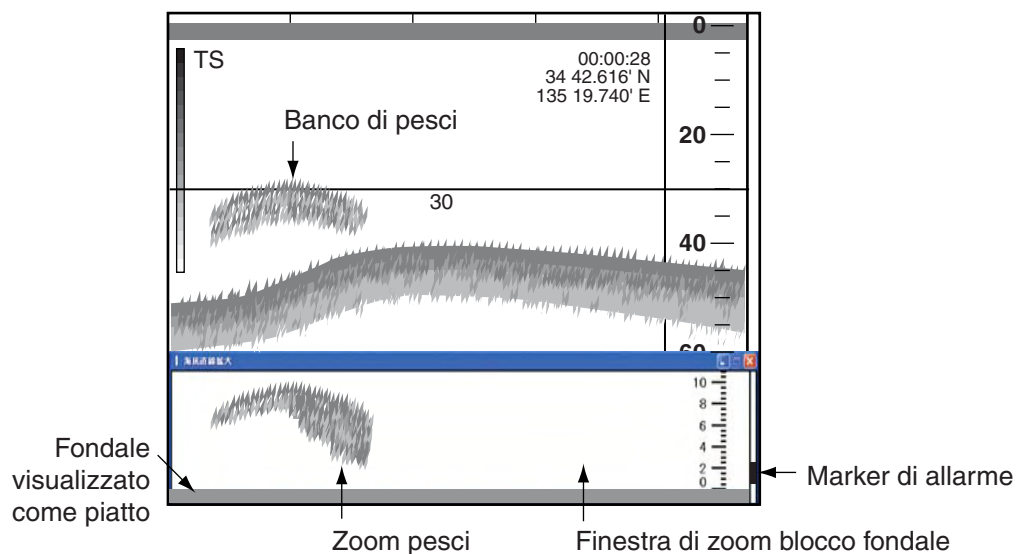 0
TS
00:00:28
34 42.616' N
135 19.740' E
Banco di pesci
20
30
40
60
10
8
6
4
2
0
Fondale
visualizzato
come piatto
Marker di allarme
Zoom pesci
Finestra di zoom blocco fondale